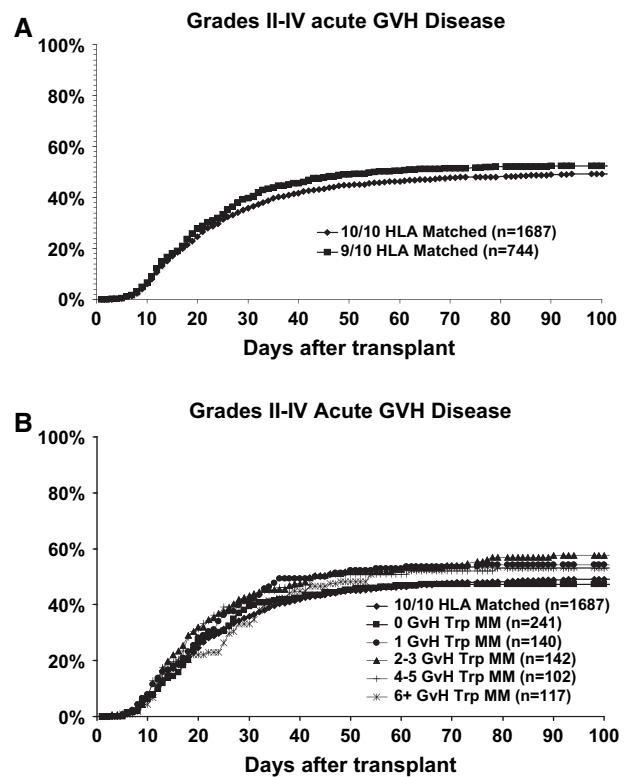 A
Grades II-IV acute GVH Disease
100%
80%
60%
40%
20%
0%
10/10 HLA Matched (n=1687)
9/10 HLA Matched (n=744)
0 10 20 30 40 50 60 70 80 90 100
Days after transplant
B
Grades II-IV Acute GVH Disease
100%
80%
60%
40%
20%
0%
10/10 HLA Matched (n=1687)
0 GvH Trp MM (n=241)
1 GvH Trp MM (n=140)
2-3 GvH Trp MM (n=142)
4-5 GvH Trp MM (n=102)
6+ GvH Trp MM (n=117)
0 10 20 30 40 50 60 70 80 90 100
Days after transplant